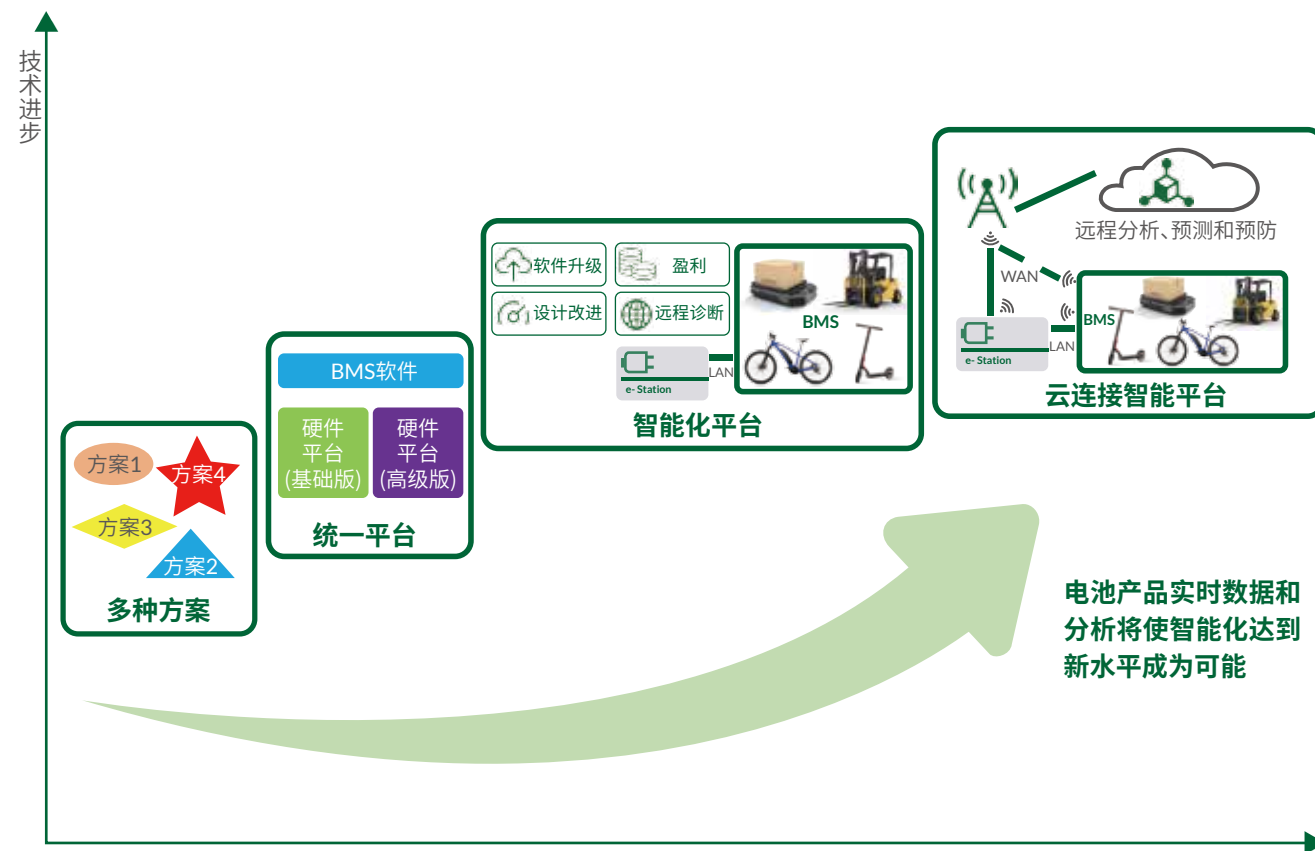 技术进步
方案1
方案4
方案3
方案2
多种方案
BMS软件
硬件
平台
(基础版)
硬件
平台
(高级版)
统一平台
软件升级
盈利
设计改进
远程诊断
BMS
e-Station
LAN
智能化平台
远程分析、预测和预防
WAN
BMS
LAN
e-Station
云连接智能平台
电池产品实时数据和
分析将使智能化达到
新水平成为可能